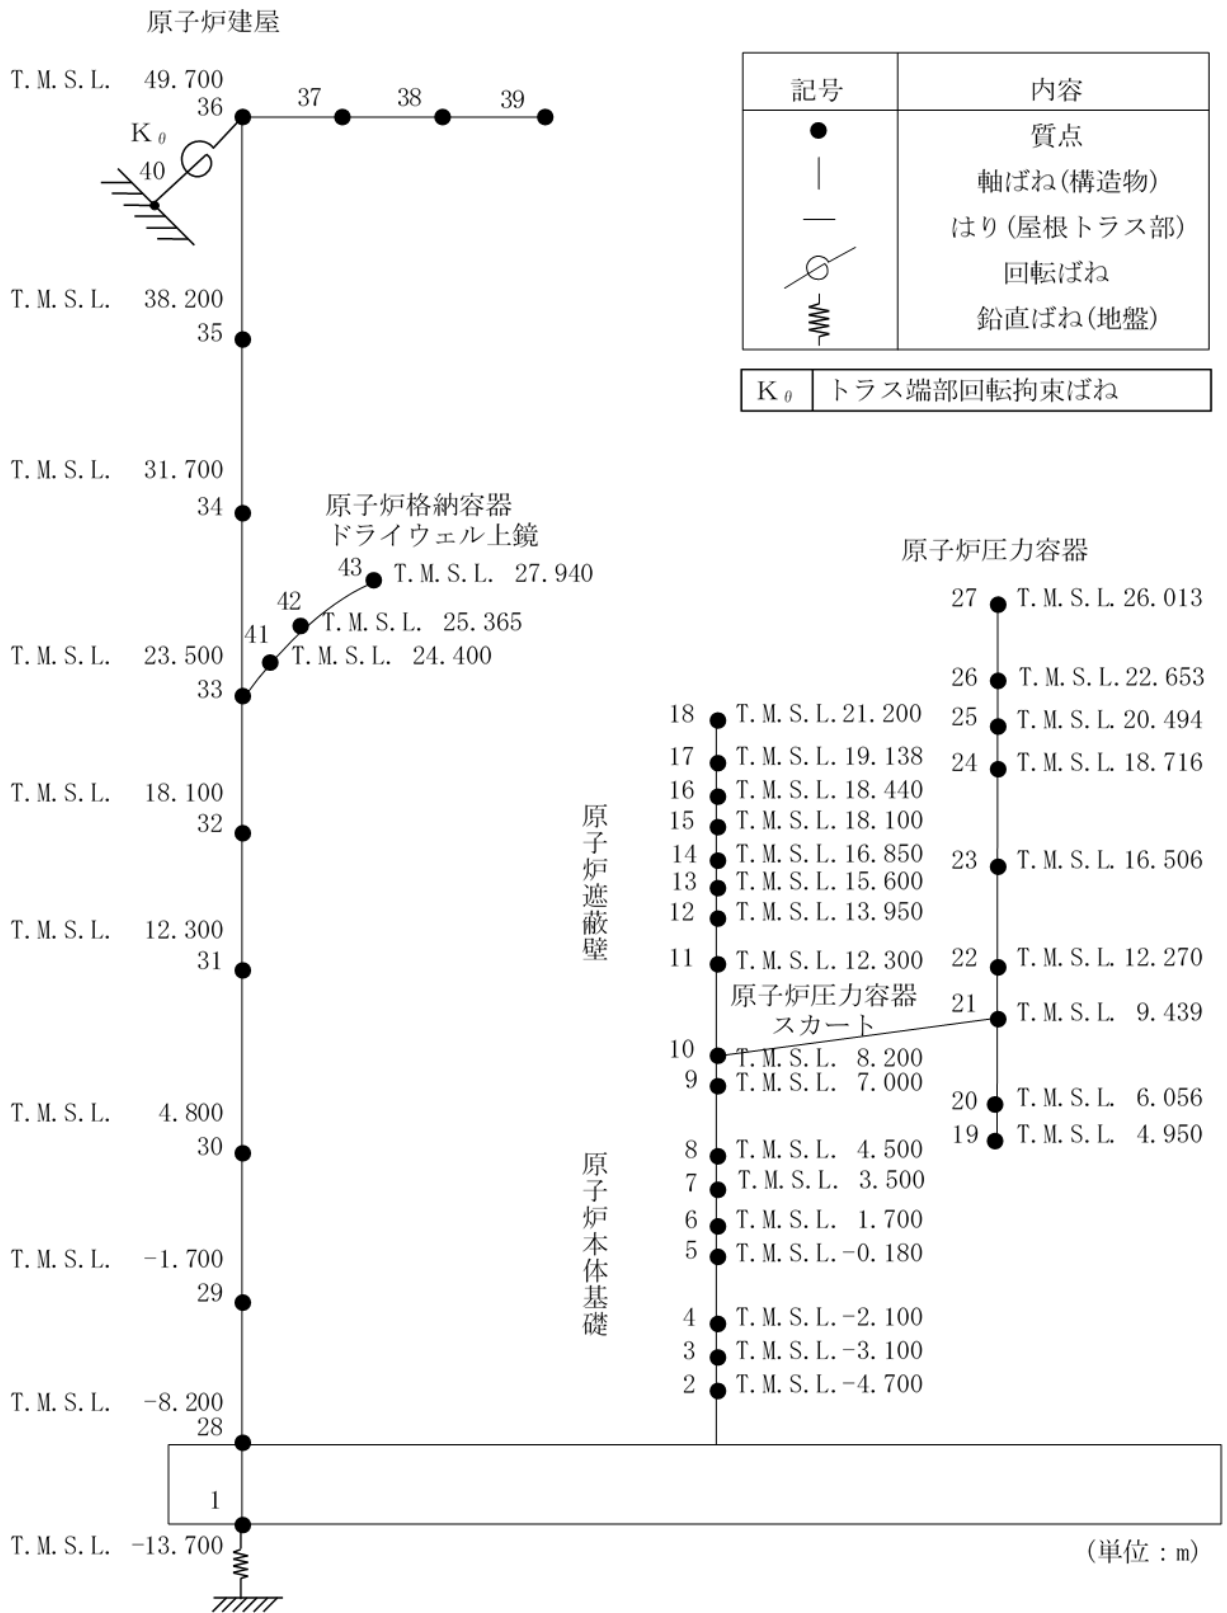 原子炉建屋
T.M.S.L. 49.700
36
37
38
39
Kθ
40
T.M.S.L. 38.200
35
T.M.S.L. 31.700
34
原子炉格納容器
ドライウェル上鏡
43 T.M.S.L. 27.940
42 T.M.S.L. 25.365
41 T.M.S.L. 24.400
T.M.S.L. 23.500
33
T.M.S.L. 18.100
32
T.M.S.L. 12.300
31
T.M.S.L. 4.800
30
T.M.S.L. -1.700
29
T.M.S.L. -8.200
28
1
T.M.S.L. -13.700
記号 内容
質点
軸ばね(構造物)
はり(屋根トラス部)
回転ばね
鉛直ばね(地盤)
Kθ トラス端部回転拘束ばね
原子炉遮蔽壁
18 T.M.S.L.21.200
17 T.M.S.L.19.138
16 T.M.S.L.18.440
15 T.M.S.L.18.100
14 T.M.S.L.16.850
13 T.M.S.L.15.600
12 T.M.S.L.13.950
11 T.M.S.L.12.300
原子炉圧力容器
スカート
10 T.M.S.L. 8.200
9 T.M.S.L. 7.000
原子炉本体基礎
8 T.M.S.L. 4.500
7 T.M.S.L. 3.500
6 T.M.S.L. 1.700
5 T.M.S.L.-0.180
4 T.M.S.L.-2.100
3 T.M.S.L.-3.100
2 T.M.S.L.-4.700
原子炉圧力容器
27 T.M.S.L.26.013
26 T.M.S.L.22.653
25 T.M.S.L.20.494
24 T.M.S.L.18.716
23 T.M.S.L.16.506
22 T.M.S.L.12.270
21 T.M.S.L. 9.439
20 T.M.S.L. 6.056
19 T.M.S.L. 4.950
(単位：m)